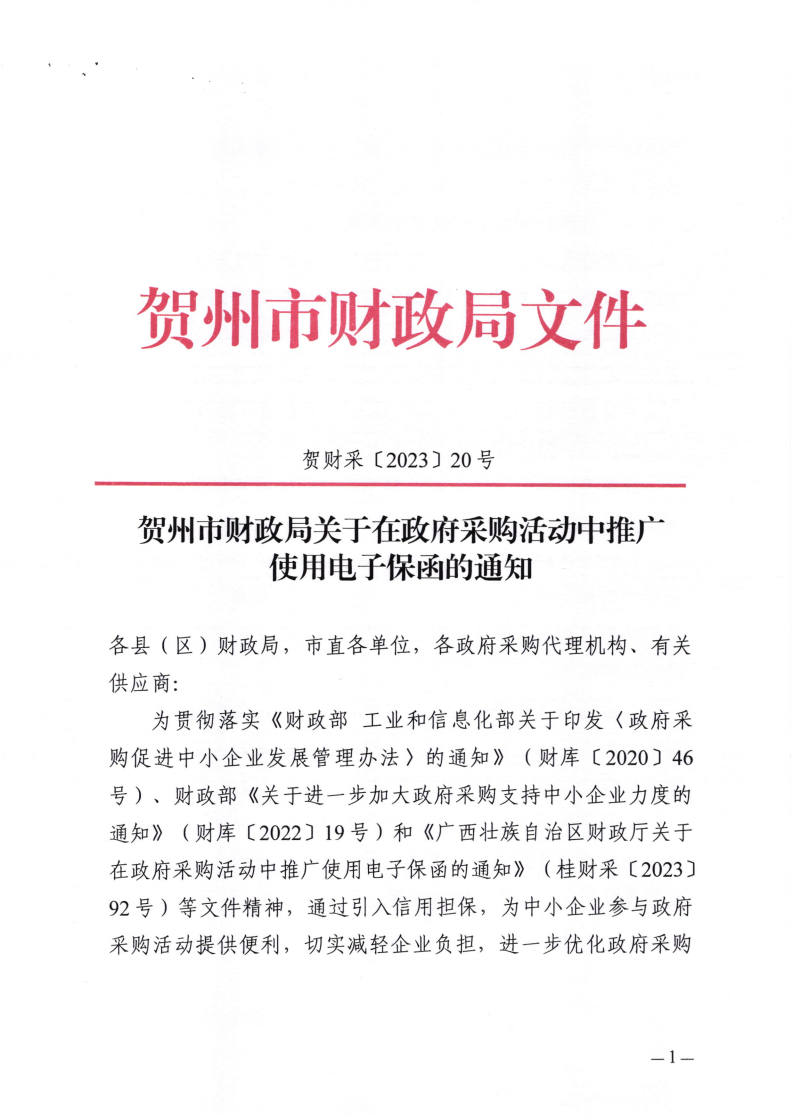 贺州市财政局文件
贺财采〔2023〕20号
贺州市财政局关于在政府采购活动中推广
使用电子保函的通知
各县（区）财政局，市直各单位，各政府采购代理机构、有关
供应商：
为贯彻落实《财政部 工业和信息化部关于印发〈政府采
购促进中小企业发展管理办法〉的通知》（财库〔2020〕46
号）、财政部《关于进一步加大政府采购支持中小企业力度的
通知》（财库〔2022〕19号）和《广西壮族自治区财政厅关于
在政府采购活动中推广使用电子保函的通知》（桂财采〔2023〕
92号）等文件精神，通过引入信用担保，为中小企业参与政府
采购活动提供便利，切实减轻企业负担，进一步优化政府采购
—1—